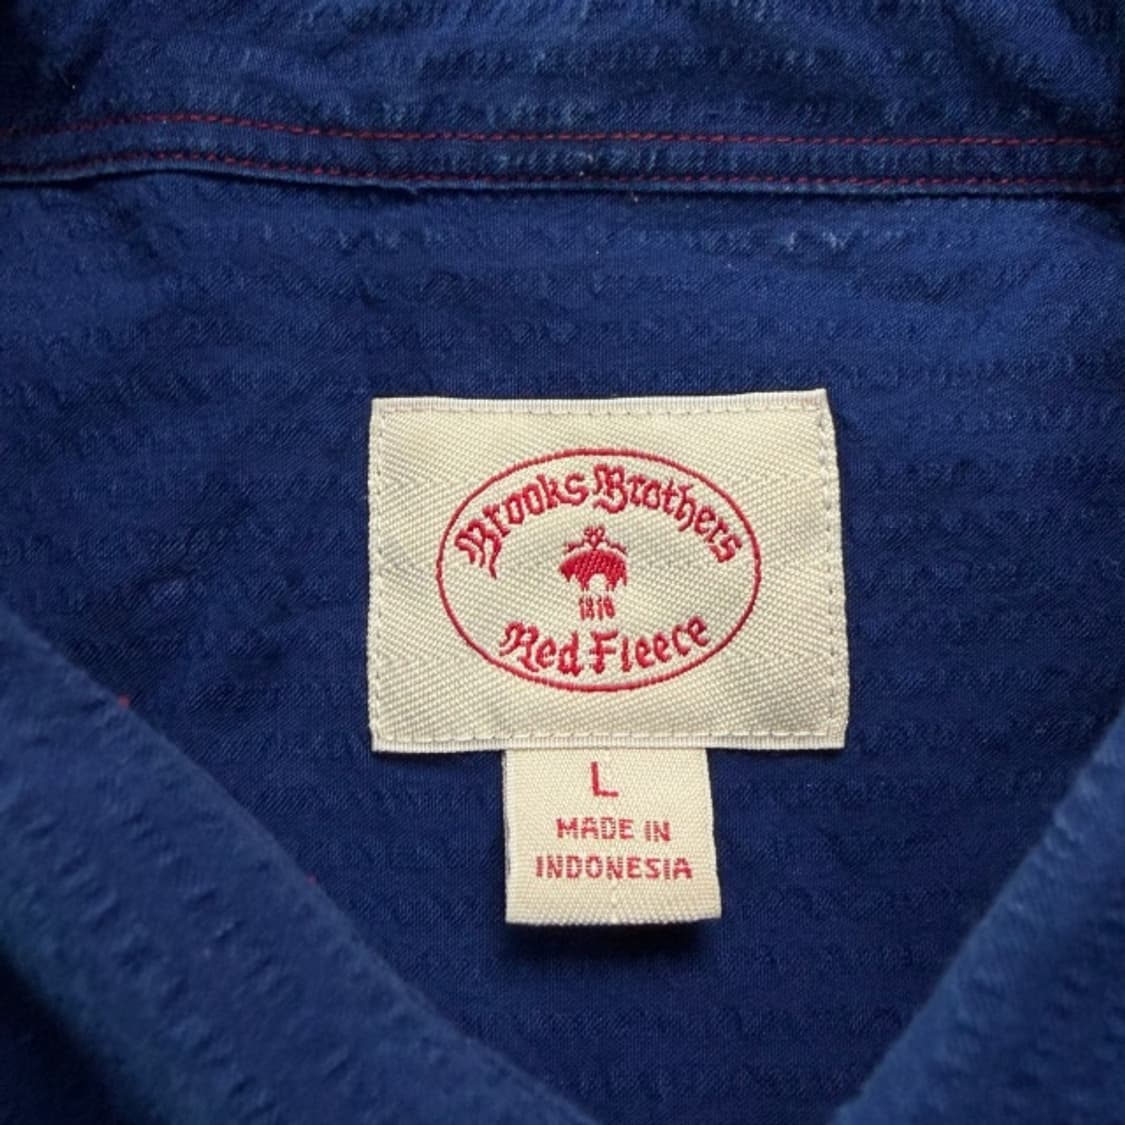 Brooks Brothers
1818
Red Fleece
L
MADE IN
INDONESIA